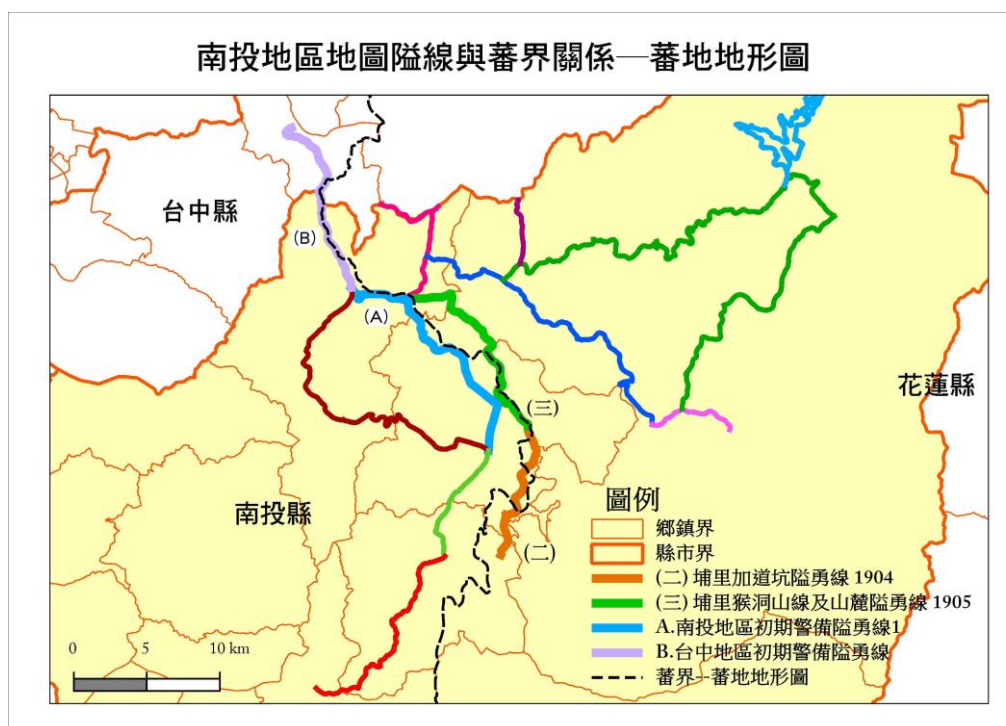 南投地區地圖隘線與蕃界關係—蕃地地形圖
台中縣
(B)
(A)
花蓮縣
(三)
南投縣
(二)
圖例
鄉鎮界
縣市界
(二) 埔里加道坑隘勇線 1904
(三) 埔里猴洞山線及山麓隘勇線 1905
A.南投地區初期警備隘勇線1
B.台中地區初期警備隘勇線
蕃界--蕃地地形圖
0 5 10 km